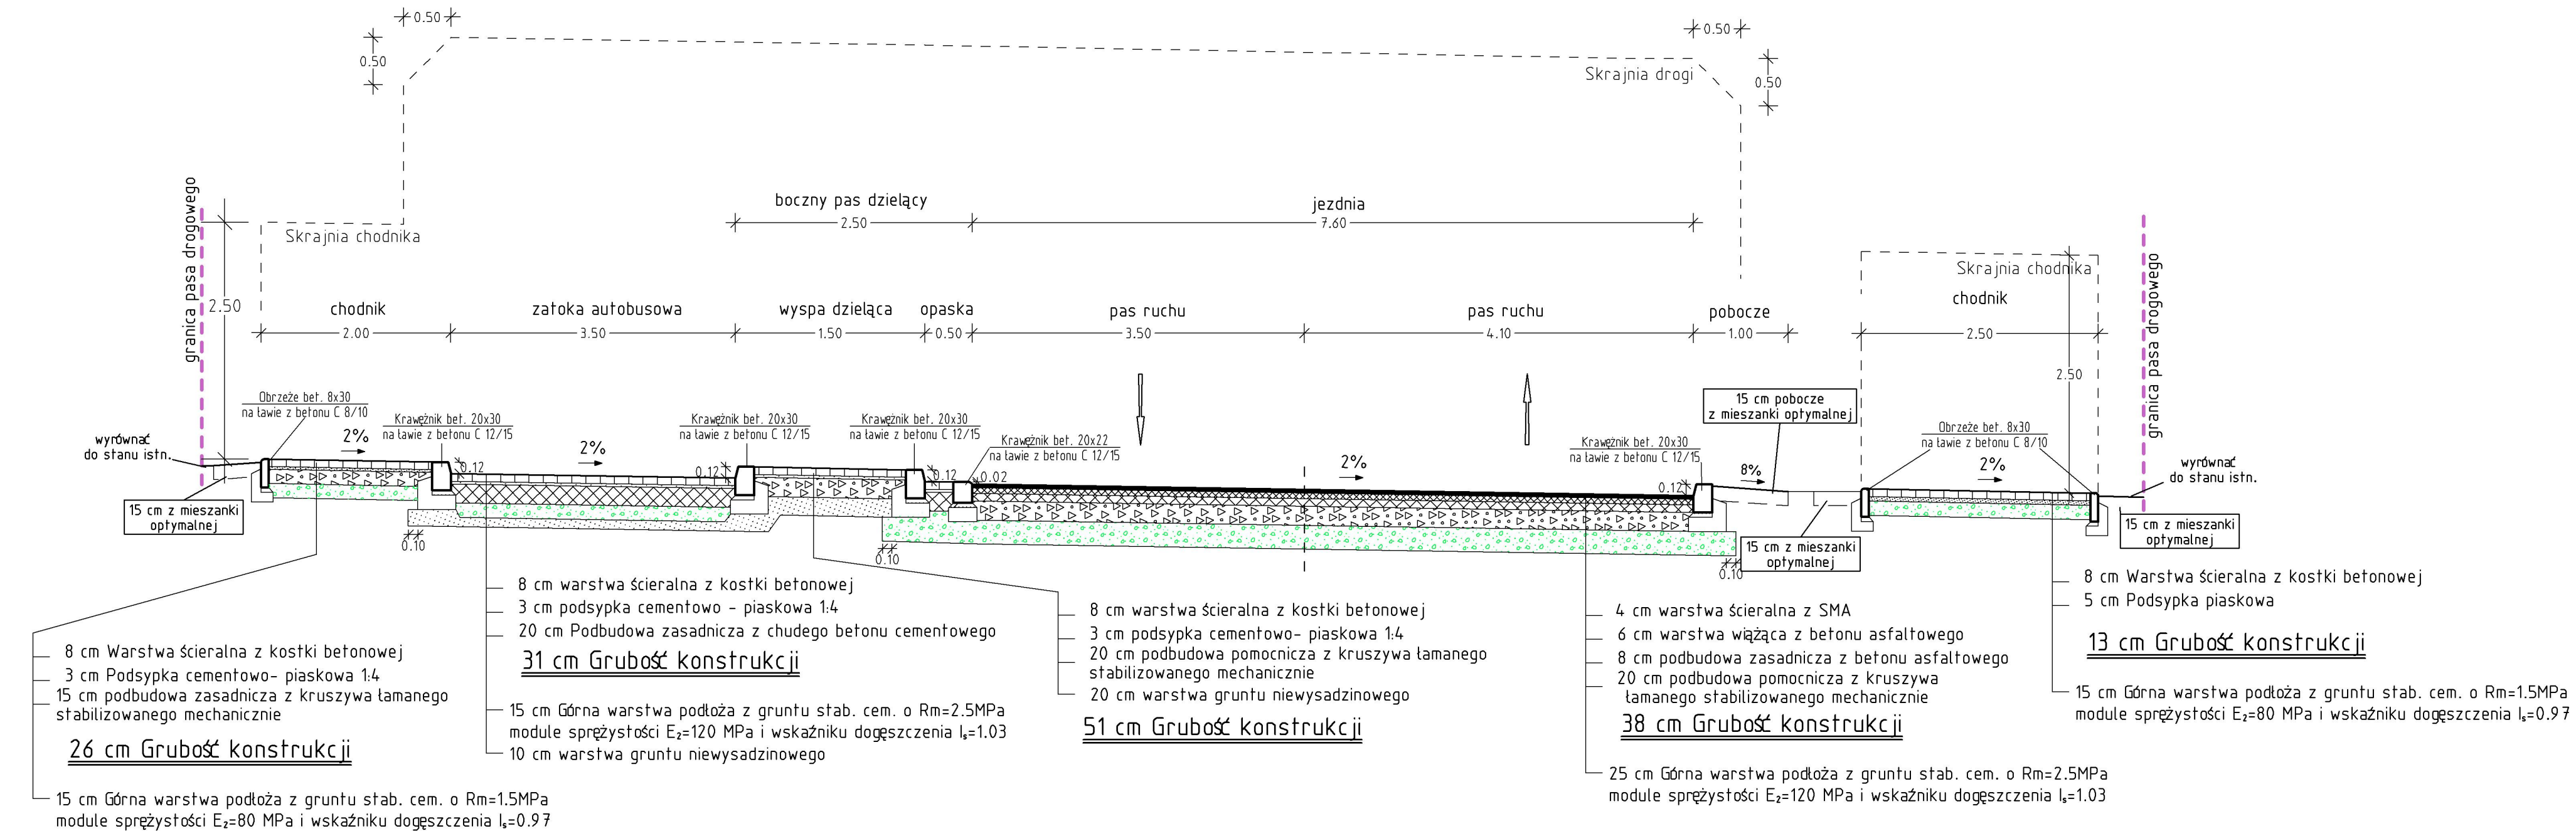 0.50
0.50
0.50
0.50
Skrajnia drogi
granica pasa drogowego
Skrajnia chodnika
2.50
boczny pas dzielący
2.50
jezdnia
7.60
Skrajnia chodnika
granica pasa drogowego
2.50
chodnik
2.00
zatoka autobusowa
3.50
wyspa dzieląca
1.50
opaska
0.50
pas ruchu
3.50
pas ruchu
4.10
pobocze
1.00
chodnik
2.50
wyrównać
do stanu istn.
Obrzeże bet. 8x30
na ławie z betonu C 8/10
2%
Krawężnik bet. 20x30
na ławie z betonu C 12/15
0.12
2%
Krawężnik bet. 20x30
na ławie z betonu C 12/15
0.12
Krawężnik bet. 20x30
na ławie z betonu C 12/15
0.12
Krawężnik bet. 20x22
na ławie z betonu C 12/15
0.02
2%
Krawężnik bet. 20x30
na ławie z betonu C 12/15
0.12
15 cm pobocze
z mieszanki optymalnej
8%
Obrzeże bet. 8x30
na ławie z betonu C 8/10
2%
wyrównać
do stanu istn.
15 cm z mieszanki
optymalnej
0.10
0.10
0.10
15 cm z mieszanki
optymalnej
15 cm z mieszanki
optymalnej
8 cm Warstwa ścieralna z kostki betonowej
3 cm Podsypka cementowo- piaskowa 1:4
15 cm podbudowa zasadnicza z kruszywa łamanego
stabilizowanego mechanicznie
26 cm Grubość konstrukcji
15 cm Górna warstwa podłoża z gruntu stab. cem. o Rm=1.5MPa
module sprężystości E₂=80 MPa i wskaźniku dogęszczenia Iₛ=0.97
8 cm warstwa ścieralna z kostki betonowej
3 cm podsypka cementowo - piaskowa 1:4
20 cm Podbudowa zasadnicza z chudego betonu cementowego
31 cm Grubość konstrukcji
15 cm Górna warstwa podłoża z gruntu stab. cem. o Rm=2.5MPa
module sprężystości E₂=120 MPa i wskaźniku dogęszczenia Iₛ=1.03
10 cm warstwa gruntu niewysadzinowego
8 cm warstwa ścieralna z kostki betonowej
3 cm podsypka cementowo- piaskowa 1:4
20 cm podbudowa pomocnicza z kruszywa łamanego
stabilizowanego mechanicznie
20 cm warstwa gruntu niewysadzinowego
51 cm Grubość konstrukcji
4 cm warstwa ścieralna z SMA
6 cm warstwa wiążąca z betonu asfaltowego
8 cm podbudowa zasadnicza z betonu asfaltowego
20 cm podbudowa pomocnicza z kruszywa
łamanego stabilizowanego mechanicznie
38 cm Grubość konstrukcji
25 cm Górna warstwa podłoża z gruntu stab. cem. o Rm=2.5MPa
module sprężystości E₂=120 MPa i wskaźniku dogęszczenia Iₛ=1.03
8 cm Warstwa ścieralna z kostki betonowej
5 cm Podsypka piaskowa
13 cm Grubość konstrukcji
15 cm Górna warstwa podłoża z gruntu stab. cem. o Rm=1.5MPa
module sprężystości E₂=80 MPa i wskaźniku dogęszczenia Iₛ=0.97